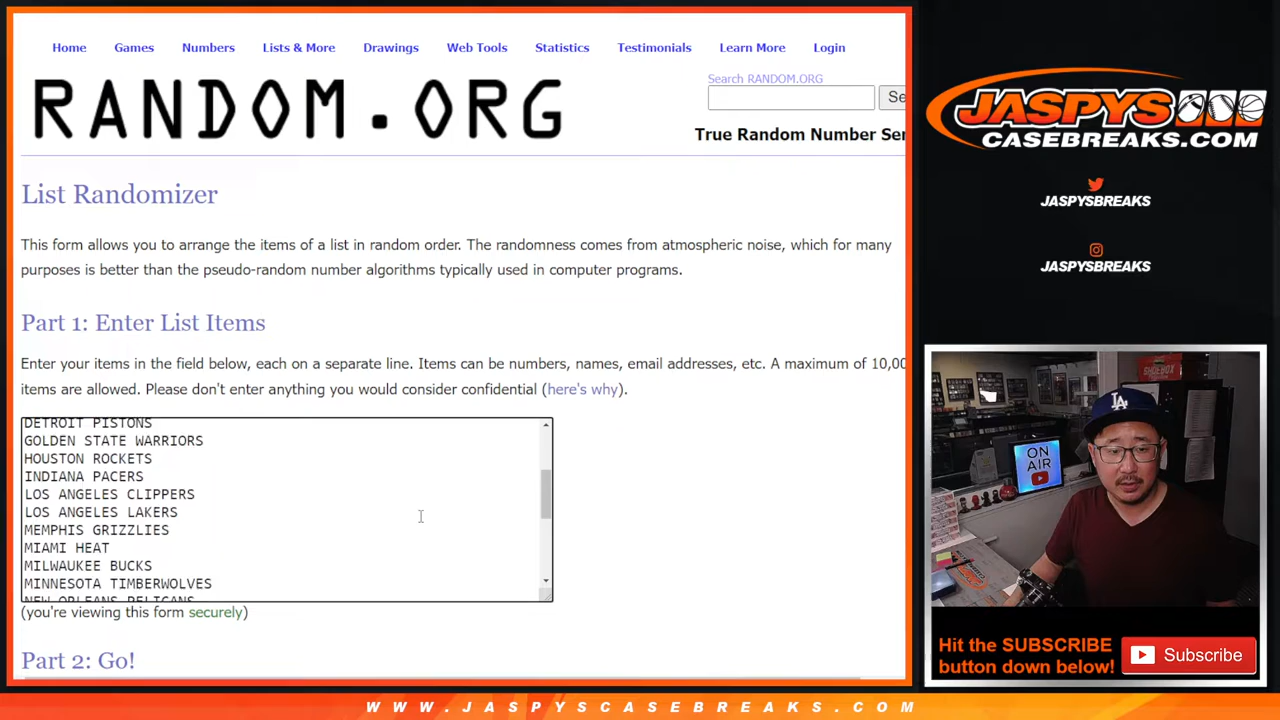 Home Games Numbers Lists & More Drawings Web Tools Statistics Testimonials Learn More Login
RANDOM.ORG
Search RANDOM.ORG
Se
True Random Number Ser
List Randomizer
This form allows you to arrange the items of a list in random order. The randomness comes from atmospheric noise, which for many
purposes is better than the pseudo-random number algorithms typically used in computer programs.
Part 1: Enter List Items
Enter your items in the field below, each on a separate line. Items can be numbers, names, email addresses, etc. A maximum of 10,00
items are allowed. Please don't enter anything you would consider confidential (here's why).
DETROIT PISTONS
GOLDEN STATE WARRIORS
HOUSTON ROCKETS
INDIANA PACERS
LOS ANGELES CLIPPERS
LOS ANGELES LAKERS
MEMPHIS GRIZZLIES
MIAMI HEAT
MILWAUKEE BUCKS
MINNESOTA TIMBERWOLVES
NEW ORLEANS PELICANS
(you're viewing this form securely)
Part 2: Go!
JASPYS
CASEBREAKS.COM
JASPYSBREAKS
JASPYSBREAKS
SHOEBOX
LA
ON
AIR
Hit the SUBSCRIBE
button down below!
Subscribe
WWW.JASPYSCASEBREAKS.COM